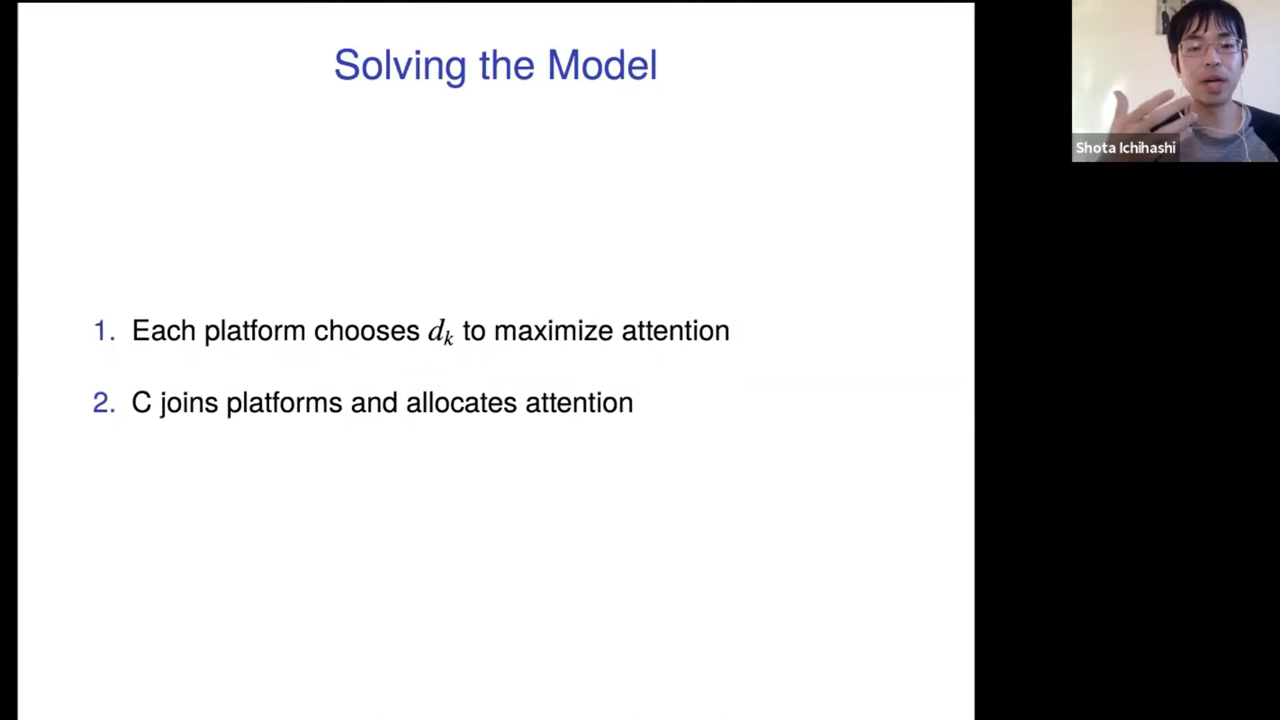 Solving the Model
Shota Ichihashi
1. Each platform chooses dₖ to maximize attention
2. C joins platforms and allocates attention